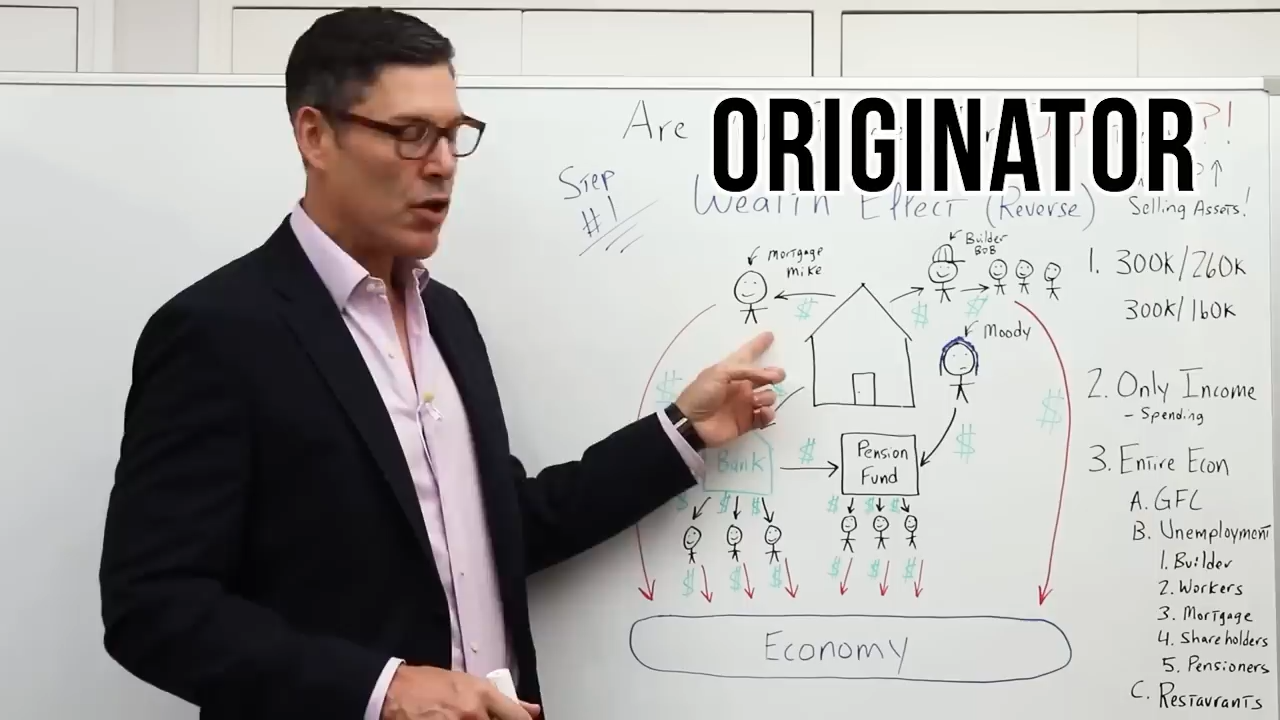 ORIGINATOR
Are ?!
STEP
#1
Wealth Effect (Reverse)
Selling Assets!
Mortgage
Mike
Builder
BOB
Moody
$ $ $
$ $ $
Bank $ Pension
Fund
$ $ $ $ $
$ $ $ $ $
Economy
1. 300K/260K
300K/160K
2. Only Income
- Spending
3. Entire Econ
A. GFC
B. Unemployment
1. Builder
2. Workers
3. Mortgage
4. Shareholders
5. Pensioners
C. Restaurants